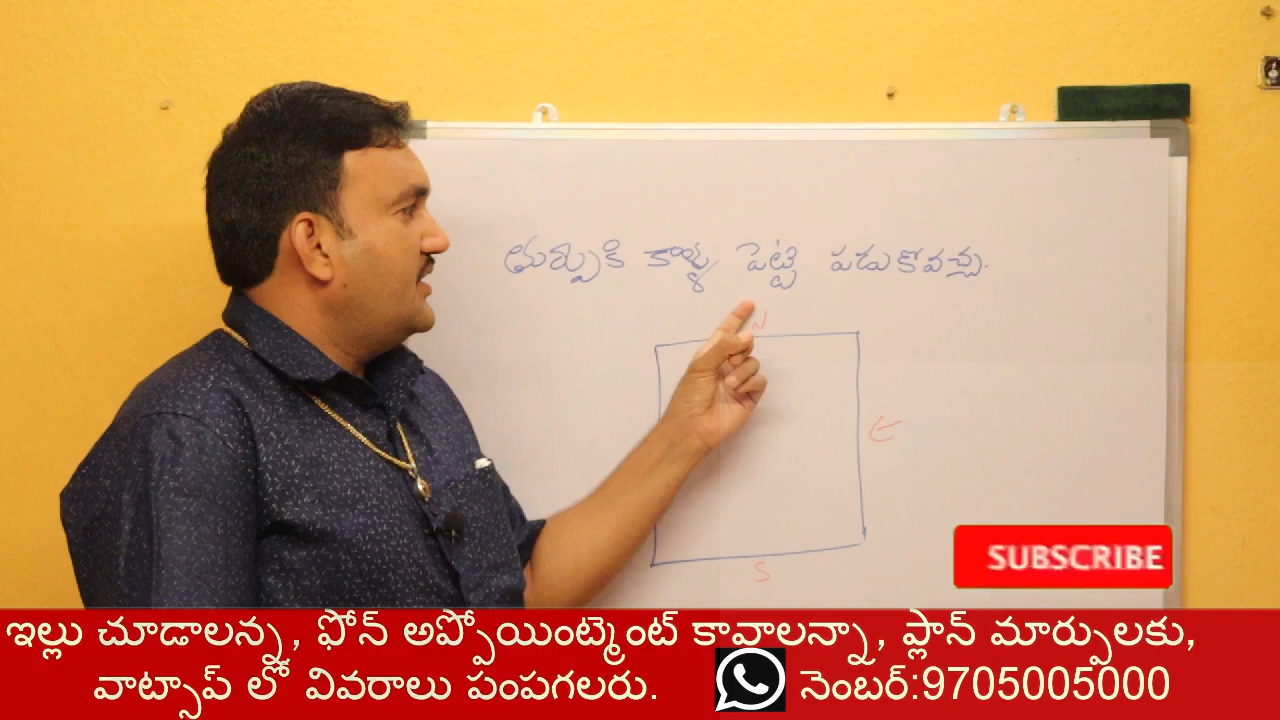 తుర్పుకి కాళ్ళ పెట్టి పడుకోవచ్చు.
N
E
S
SUBSCRIBE
ఇల్లు చూడాలన్న, ఫోన్ అప్పోయింట్మెంట్ కావాలన్నా, ప్లాన్ మార్పులకు,
వాట్సాప్ లో వివరాలు పంపగలరు. నెంబర్:9705005000